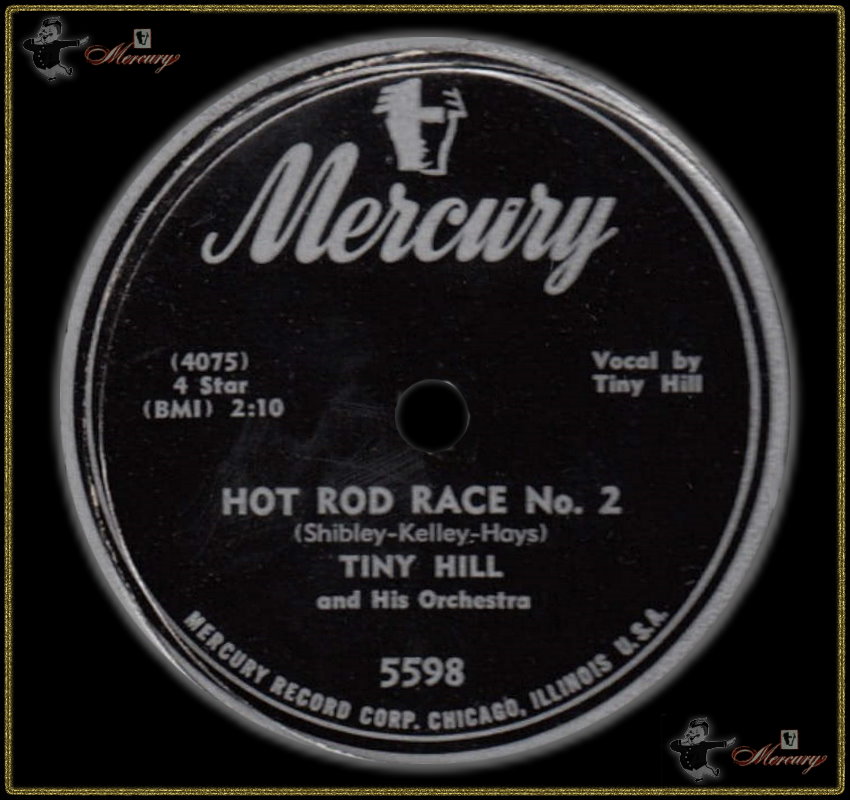 Mercury
Mercury
(4075)
4 Star
(BMI) 2:10
Vocal by
Tiny Hill
HOT ROD RACE No. 2
(Shibley-Kelley-Hays)
TINY HILL
and His Orchestra
5598
MERCURY RECORD CORP. CHICAGO, ILLINOIS U.S.A.
Mercury